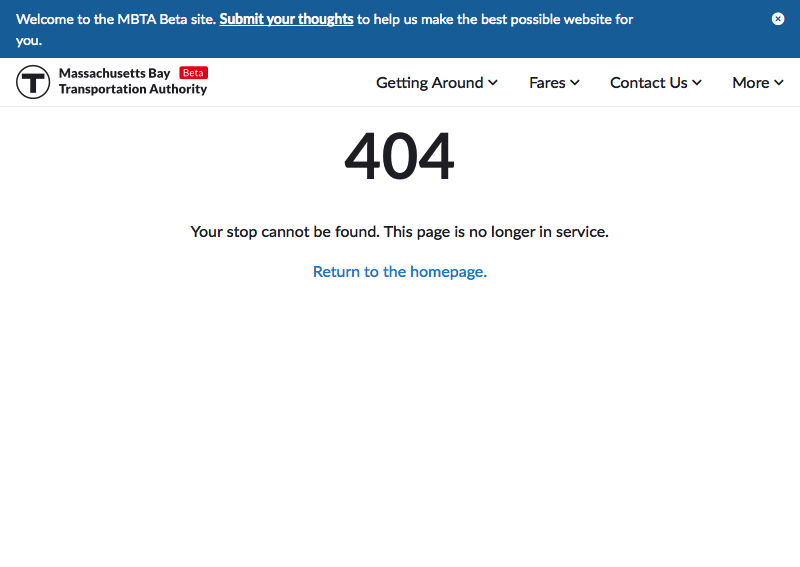 Welcome to the MBTA Beta site. Submit your thoughts to help us make the best possible website for
you.
Massachusetts Bay Beta
Transportation Authority
T
Getting Around
Fares
Contact Us
More
404
Your stop cannot be found. This page is no longer in service.
Return to the homepage.